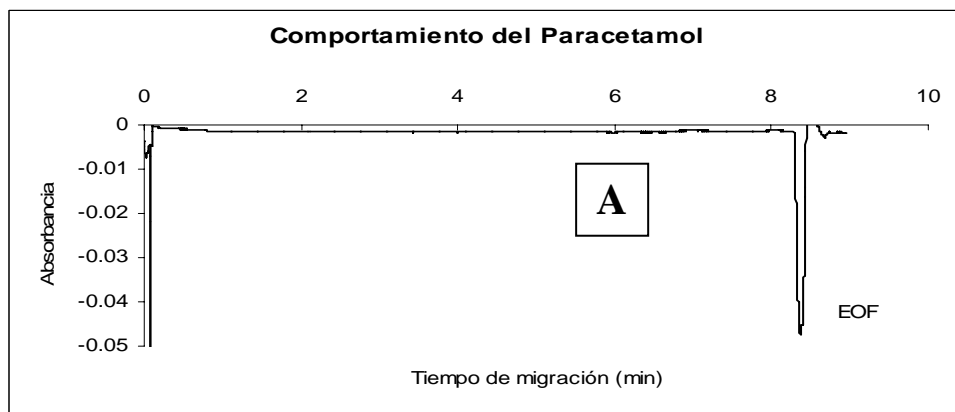 Comportamiento del Paracetamol
0 2 4 6 8 10
0
-0.01
-0.02
-0.03
-0.04
-0.05
Absorbancia
A
EOF
Tiempo de migración (min)